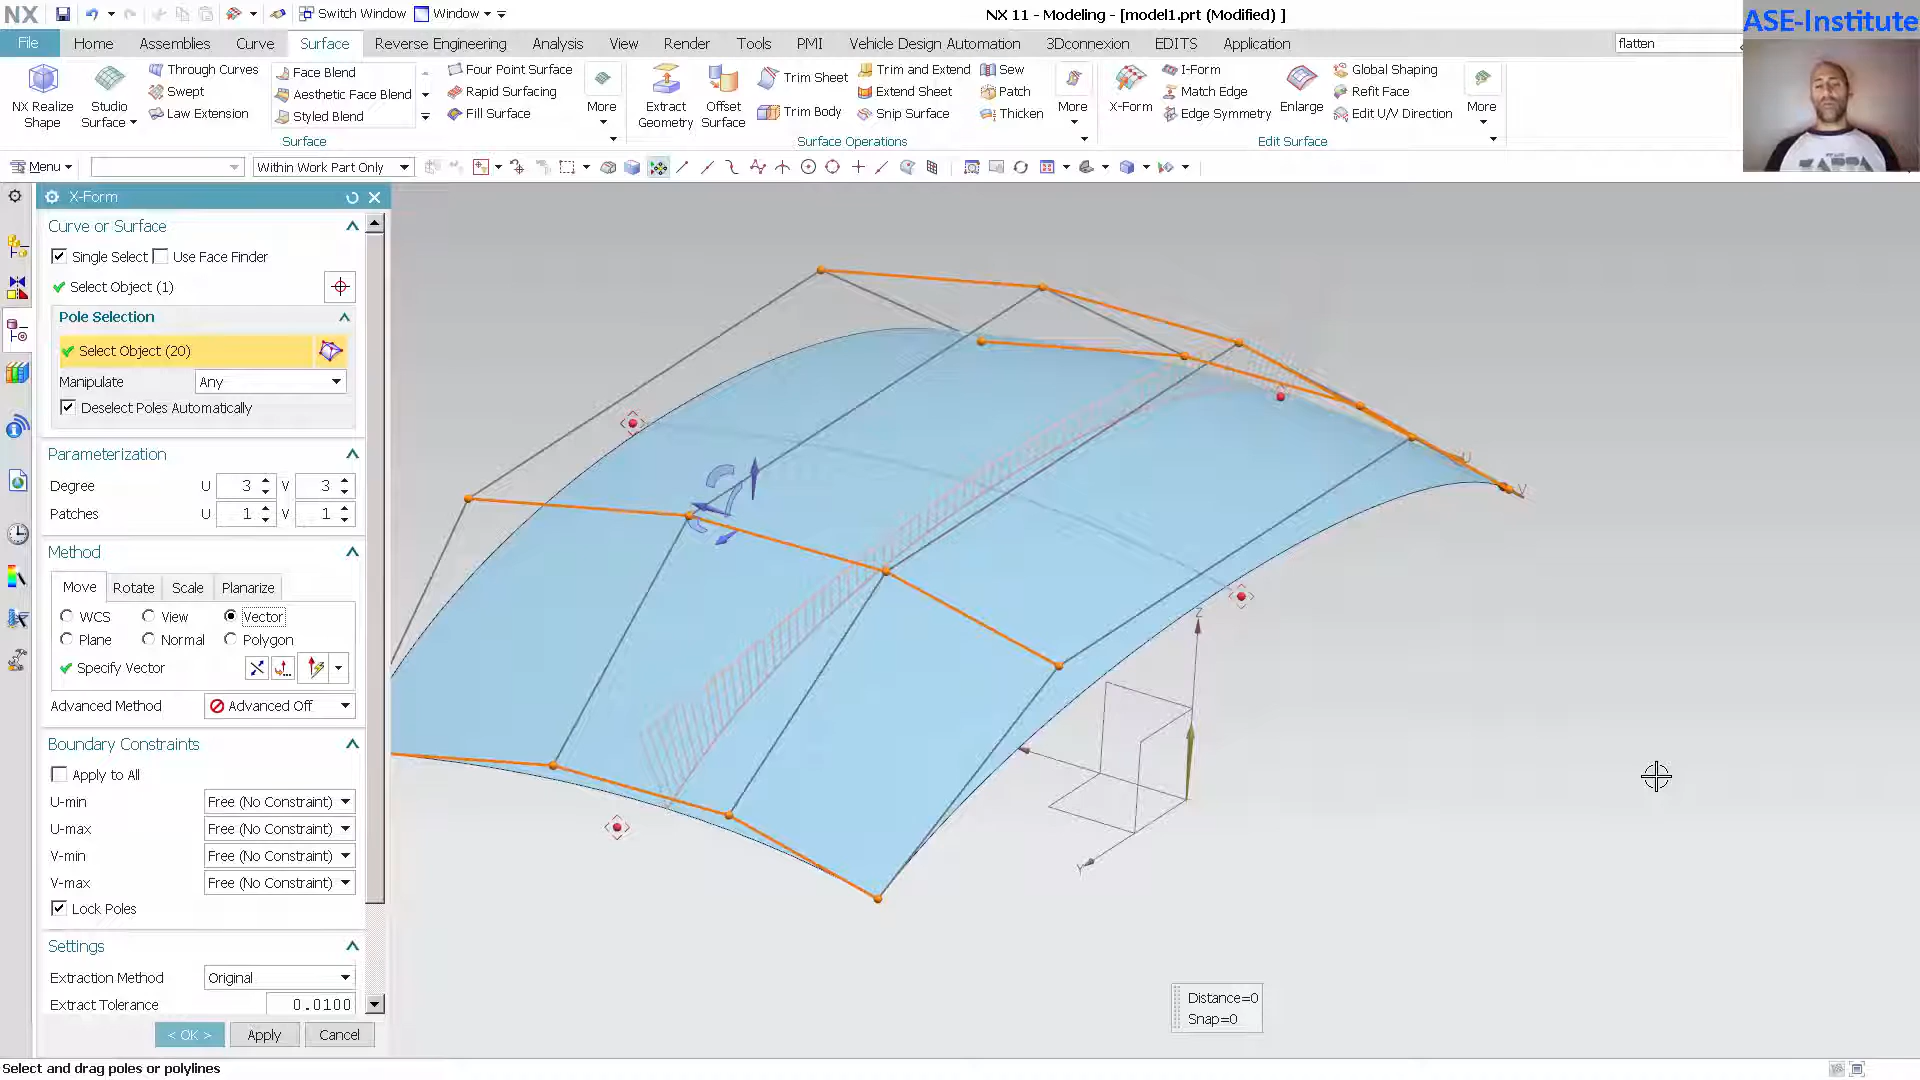 NX
Switch Window
Window
NX 11 - Modeling - [model1.prt (Modified) ]
ASE-Institute
File
Home
Assemblies
Curve
Surface
Reverse Engineering
Analysis
View
Render
Tools
PMI
Vehicle Design Automation
3Dconnexion
EDITS
Application
flatten
NX Realize
Shape
Studio
Surface
Through Curves
Swept
Law Extension
Face Blend
Aesthetic Face Blend
Styled Blend
Four Point Surface
Rapid Surfacing
Fill Surface
More
Surface
Extract
Geometry
Offset
Surface
Trim Sheet
Trim Body
Trim and Extend
Extend Sheet
Snip Surface
Sew
Patch
Thicken
More
Surface Operations
X-Form
I-Form
Match Edge
Edge Symmetry
Enlarge
Global Shaping
Refit Face
Edit U/V Direction
More
Edit Surface
Menu
Within Work Part Only
X-Form
Curve or Surface
Single Select
Use Face Finder
Select Object (1)
Pole Selection
Select Object (20)
Manipulate
Any
Deselect Poles Automatically
Parameterization
Degree U 3 V 3
Patches U 1 V 1
Method
Move
Rotate
Scale
Planarize
WCS
View
Vector
Plane
Normal
Polygon
Specify Vector
Advanced Method
Advanced Off
Boundary Constraints
Apply to All
U-min Free (No Constraint)
U-max Free (No Constraint)
V-min Free (No Constraint)
V-max Free (No Constraint)
Lock Poles
Settings
Extraction Method
Original
Extract Tolerance
0.0100
< OK >
Apply
Cancel
U
V
Z
Y
Distance=0
Snap=0
Select and drag poles or polylines